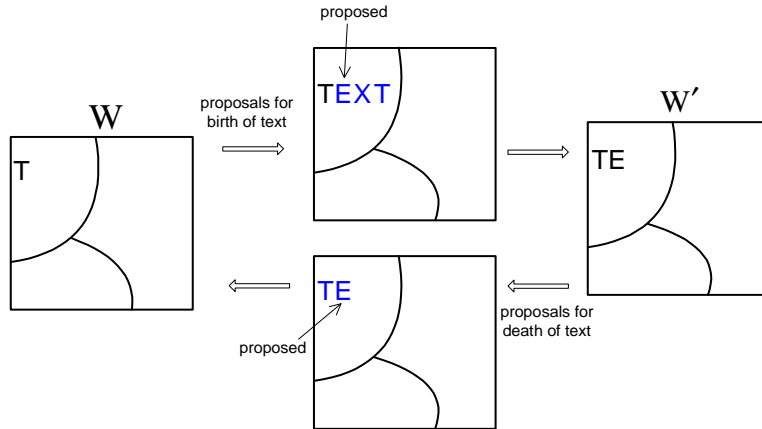 proposed
TEXT
W
proposals for
birth of text
T
W′
TE
TE
proposed
proposals for
death of text